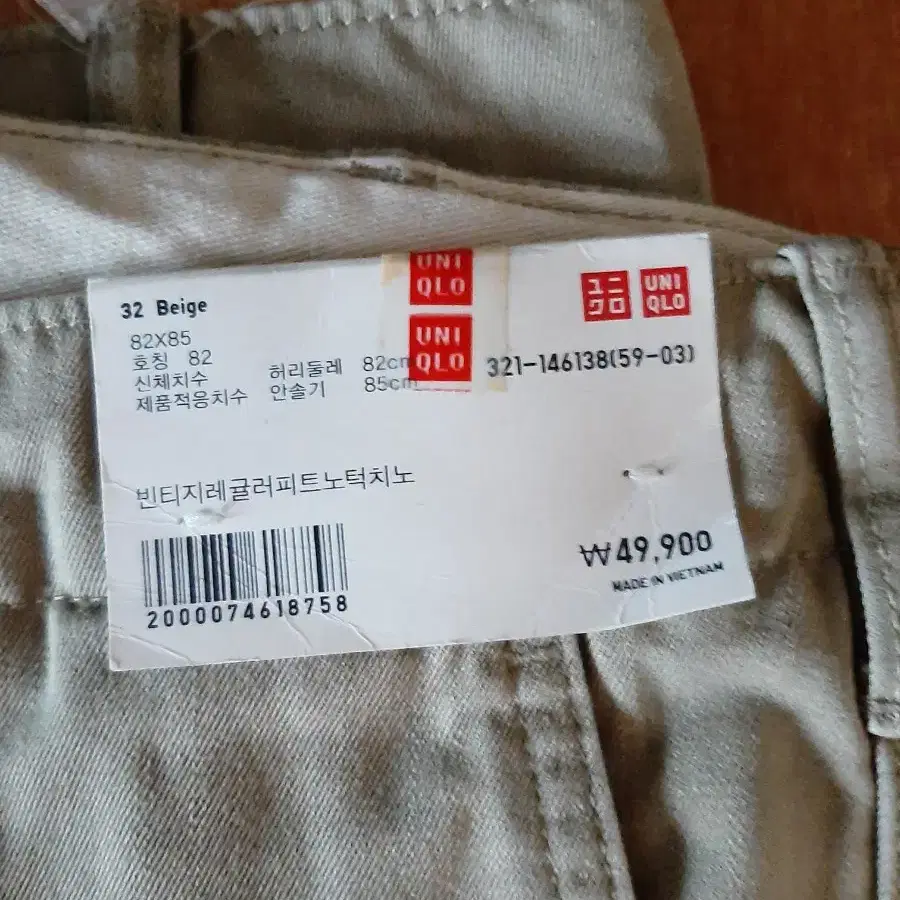 32 Beige
82X85
호칭 82
신체치수 허리둘레 82cm
제품적응치수 안솔기 85cm
UNI
QLO
UNI
QLO
ユニ
クロ
UNI
QLO
321-146138(59-03)
빈티지레귤러피트노턱치노
2000074618758
₩49,900
MADE IN VIETNAM